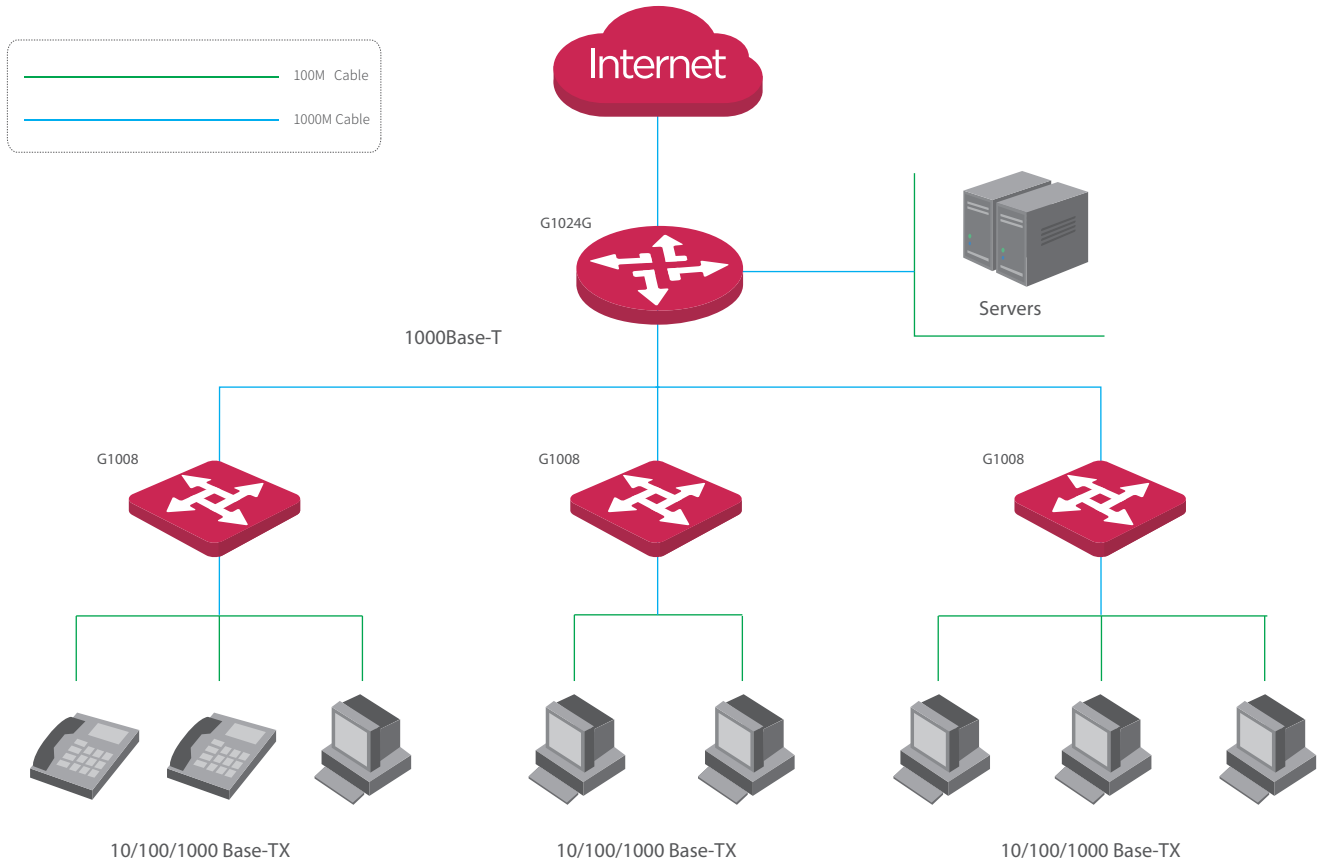 Internet
100M Cable
1000M Cable
G1024G
Servers
1000Base-T
G1008
G1008
G1008
10/100/1000 Base-TX
10/100/1000 Base-TX
10/100/1000 Base-TX